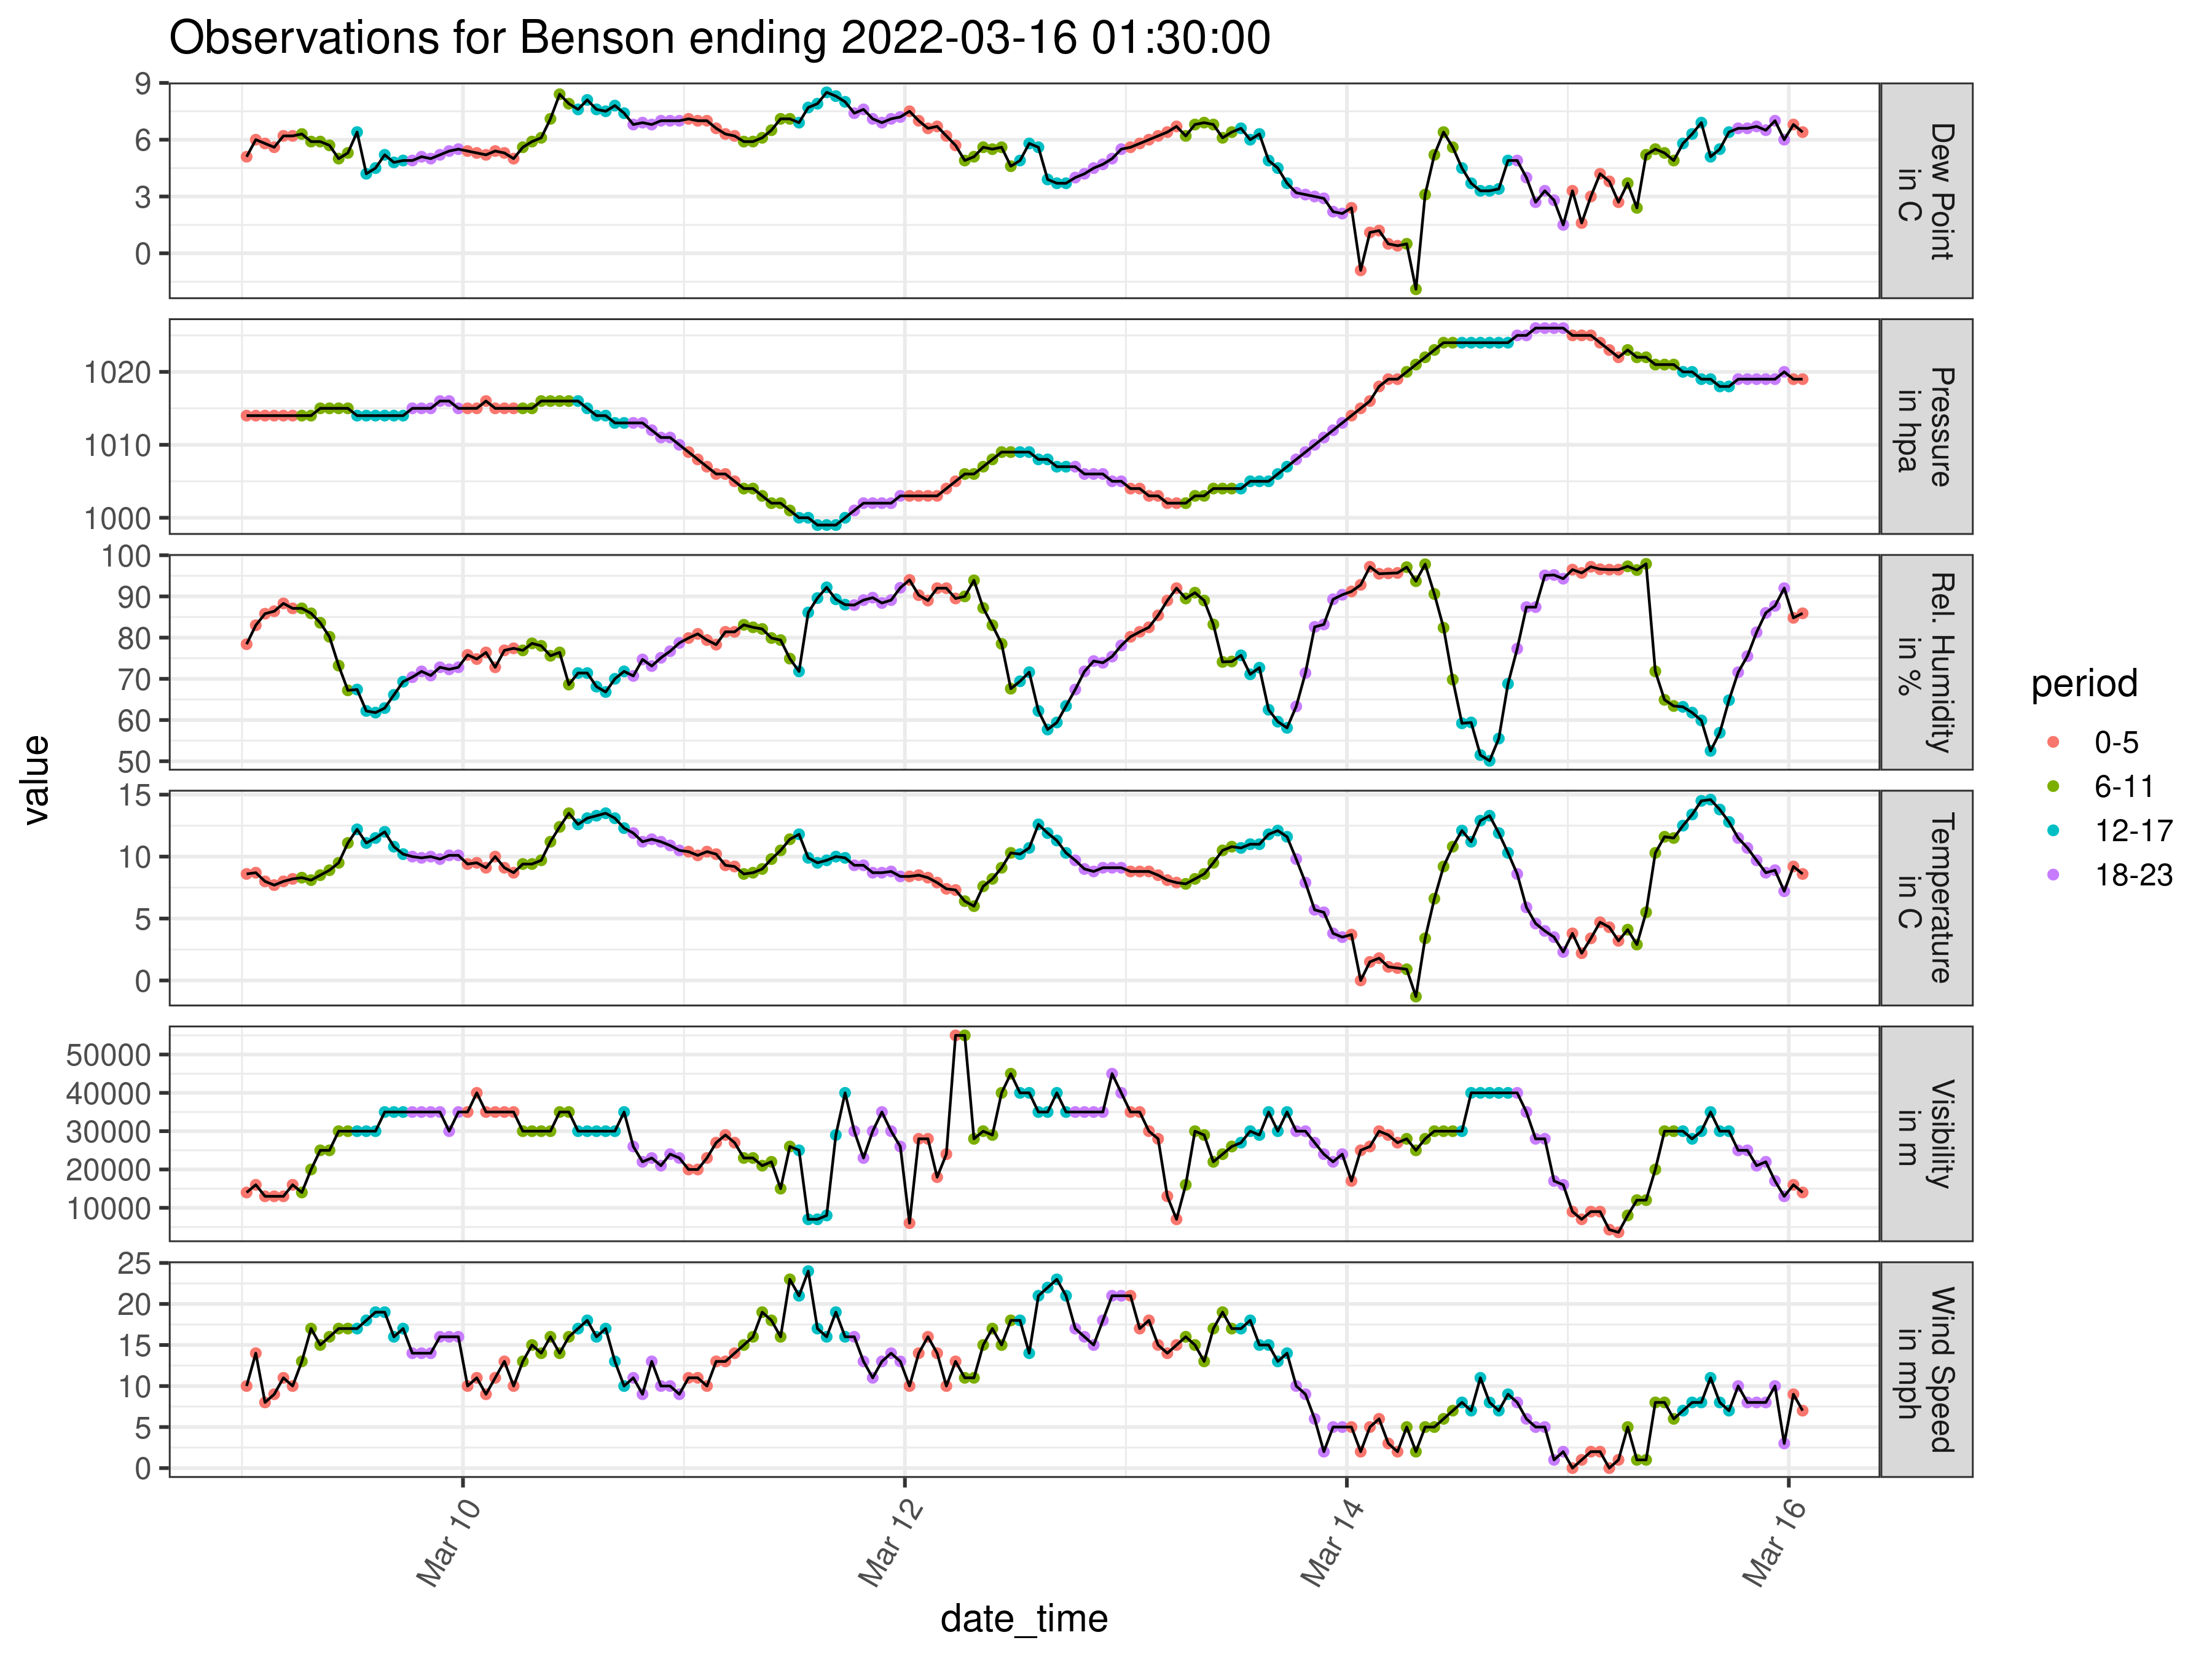 Observations for Benson ending 2022-03-16 01:30:00
value
9
6
3
0
Dew Point
in C
1020
1010
1000
Pressure
in hpa
100
90
80
70
60
50
Rel. Humidity
in %
15
10
5
0
Temperature
in C
50000
40000
30000
20000
10000
Visibility
in m
25
20
15
10
5
0
Wind Speed
in mph
Mar 10
Mar 12
Mar 14
Mar 16
date_time
period
0-5
6-11
12-17
18-23